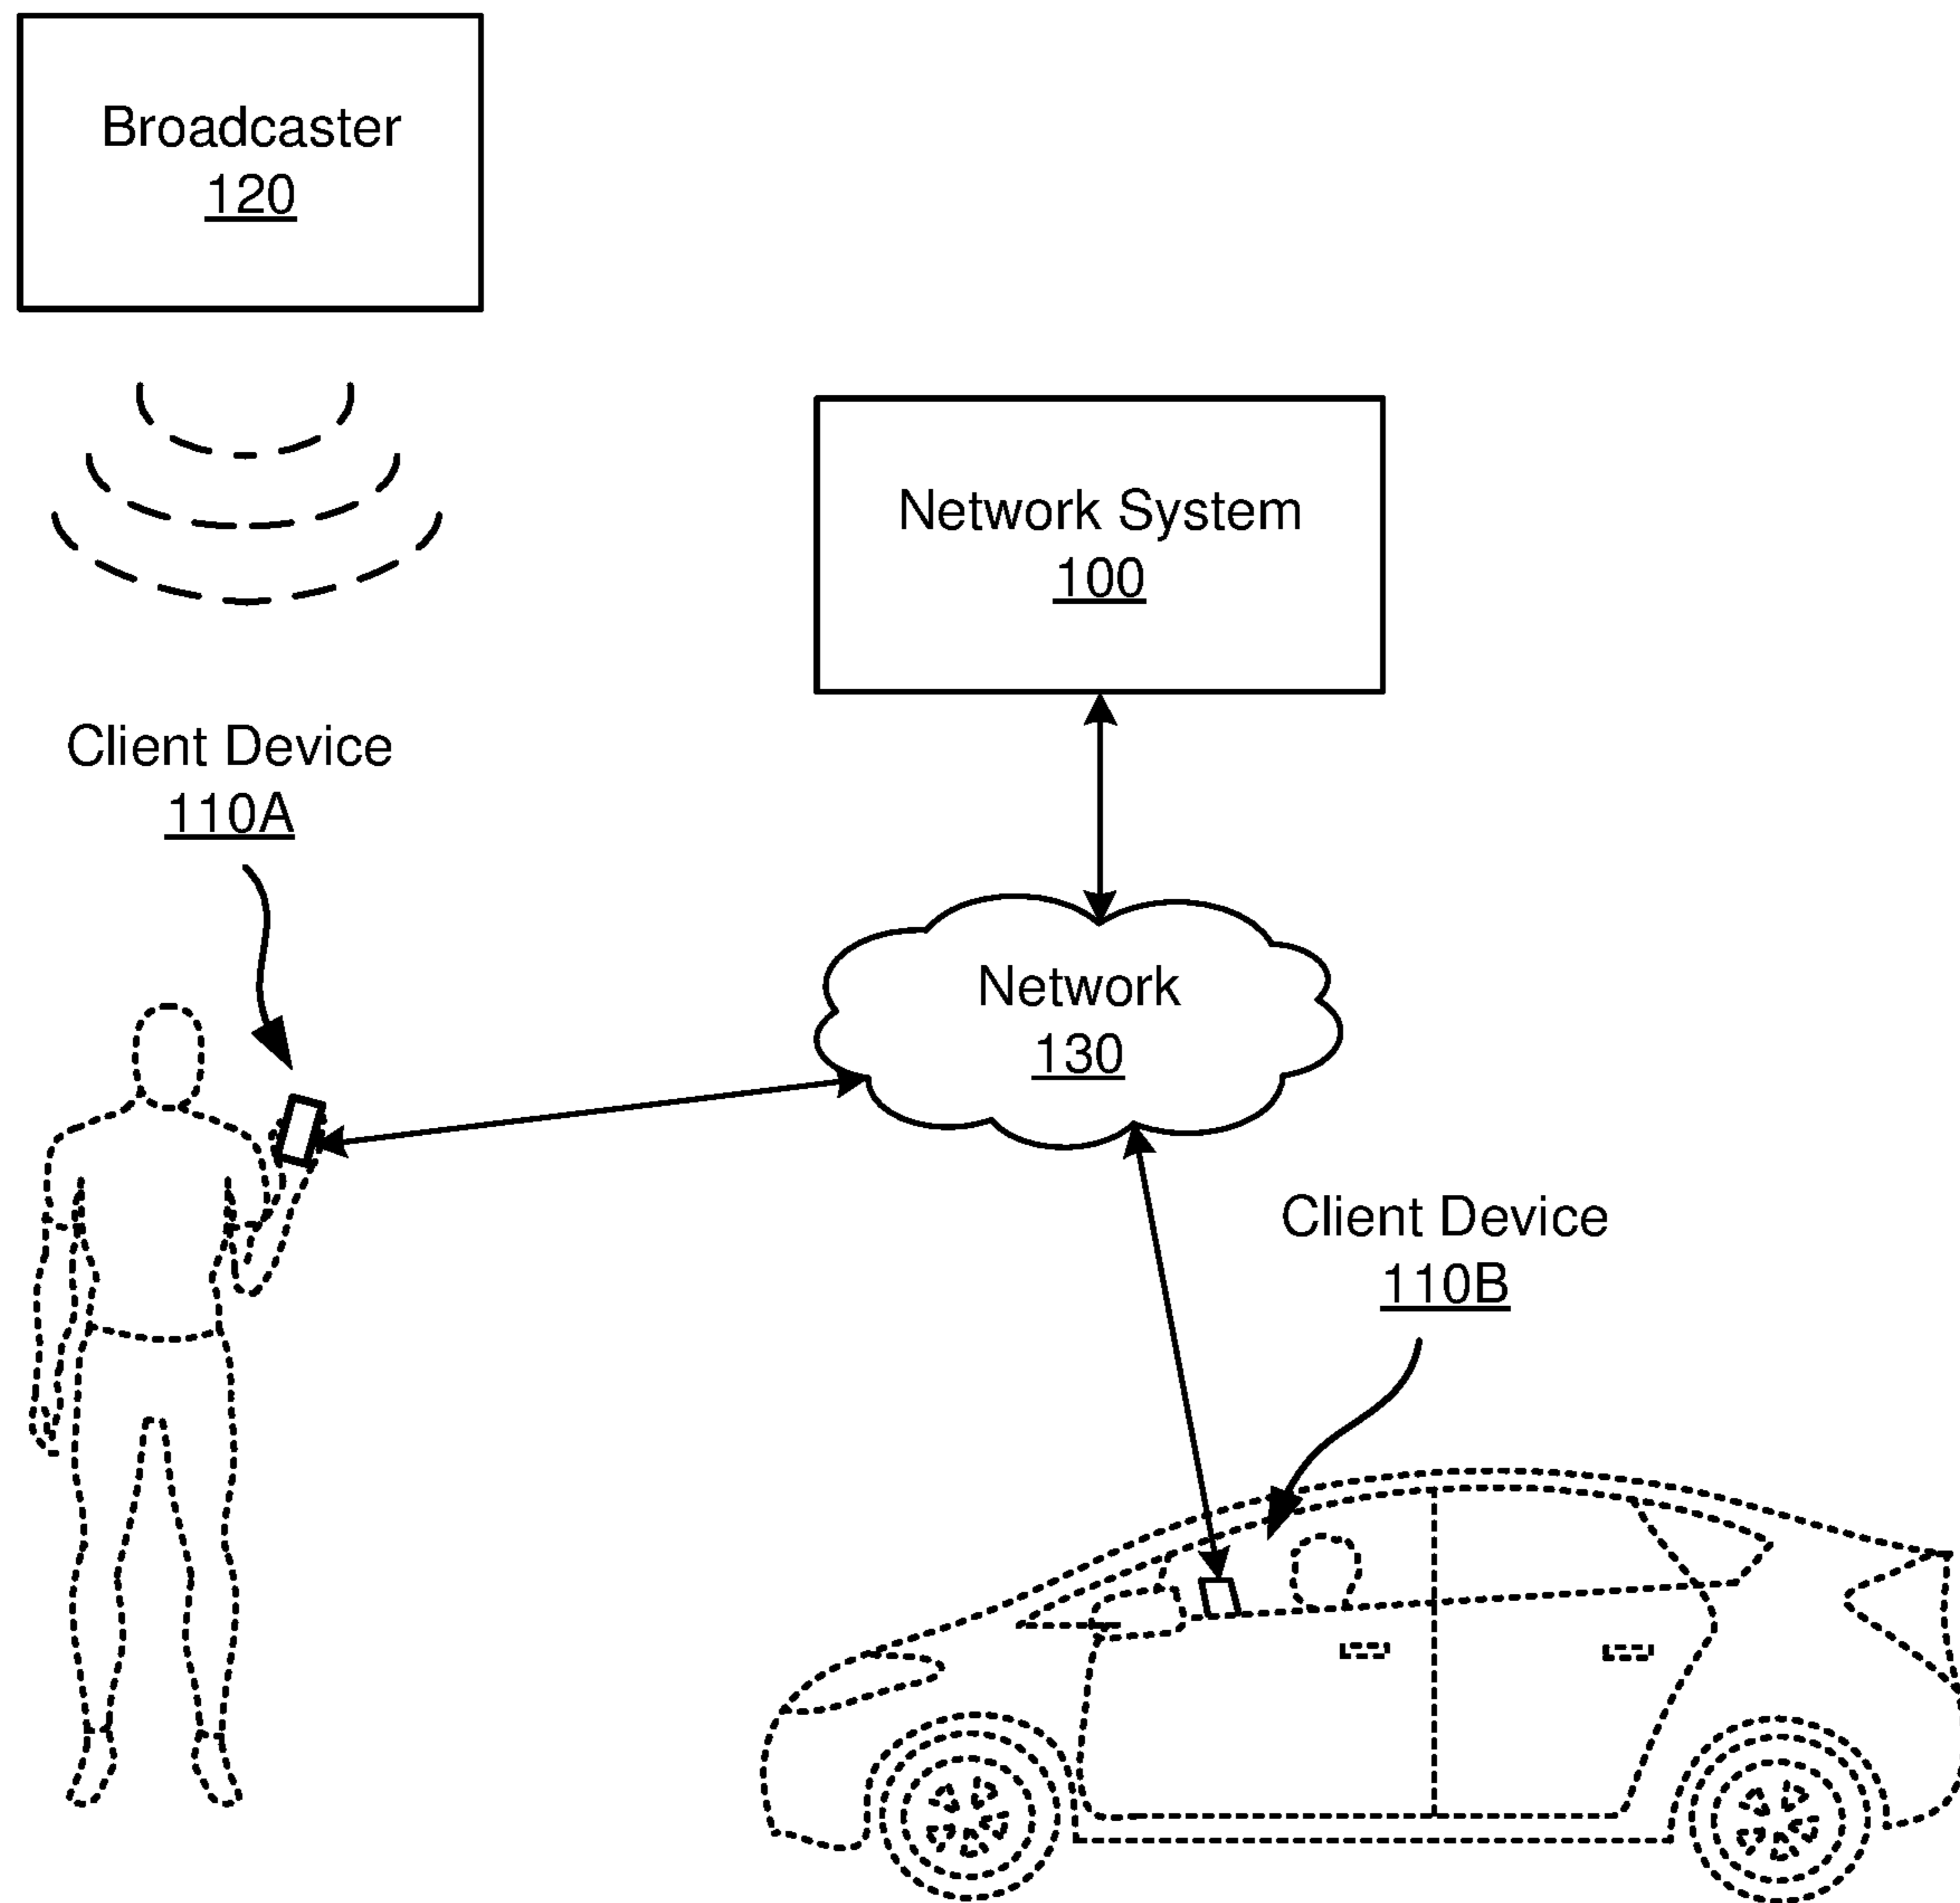 Broadcaster
120
Network System
100
Client Device
110A
Network
130
Client Device
110B